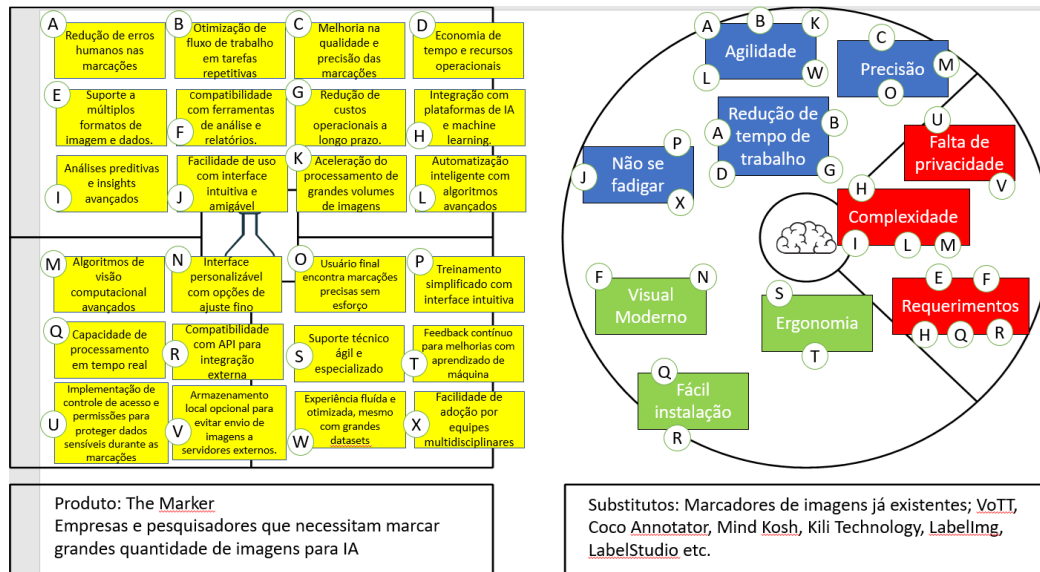 A
Redução de erros
humanos nas
marcações
B
Otimização de
fluxo de trabalho
em tarefas
repetitivas
C
Melhoria na
qualidade e
precisão das
marcações
D
Economia de
tempo e recursos
operacionais
E
Suporte a
múltiplos
formatos de
imagem e dados.
F
Compatibilidade
com ferramentas
de análise e
relatórios.
G
Redução de
custos
operacionais a
longo prazo.
H
Integração com
plataformas de IA
e machine
learning.
I
Análises preditivas
e insights
avançados
J
Facilidade de uso
com interface
intuitiva e
amigável
K
Aceleração do
processamento de
grandes volumes
de imagens
L
Automatização
inteligente com
algoritmos
avançados
M
Algoritmos de
visão
computacional
avançados
N
Interface
personalizável
com opções de
ajuste fino
O
Usuário final
encontra marcações
precisas sem
esforço
P
Treinamento
simplificado com
interface intuitiva
Q
Capacidade de
processamento
em tempo real
R
Compatibilidade
com API para
integração
externa
S
Suporte técnico
ágil e
especializado
T
Feedback contínuo
para melhorias com
aprendizado de
máquina
U
Implementação de
controle de acesso e
permissões para
proteger dados
sensíveis durante as
marcações
V
Armazenamento
local opcional para
evitar envio de
imagens a
servidores externos.
W
Experiência fluída e
otimizada, mesmo
com grandes
datasets
X
Facilidade de
adoção por
equipes
multidisciplinares
Produto: The Marker
Empresas e pesquisadores que necessitam marcar
grandes quantidade de imagens para IA
A B K
Agilidade
L W
C
Precisão
M
O
Redução de
tempo de
trabalho
A B
D G
P
Não se
fadigar
J
X
U
Falta de
privacidade
V
H
Complexidade
I L M
E F
Requerimentos
H Q R
F N
Visual
Moderno
S
Ergonomia
T
Q
Fácil
instalação
R
Substitutos: Marcadores de imagens já existentes; VoTT,
Coco Annotator, Mind Kosh, Kili Technology, LabelImg,
LabelStudio etc.